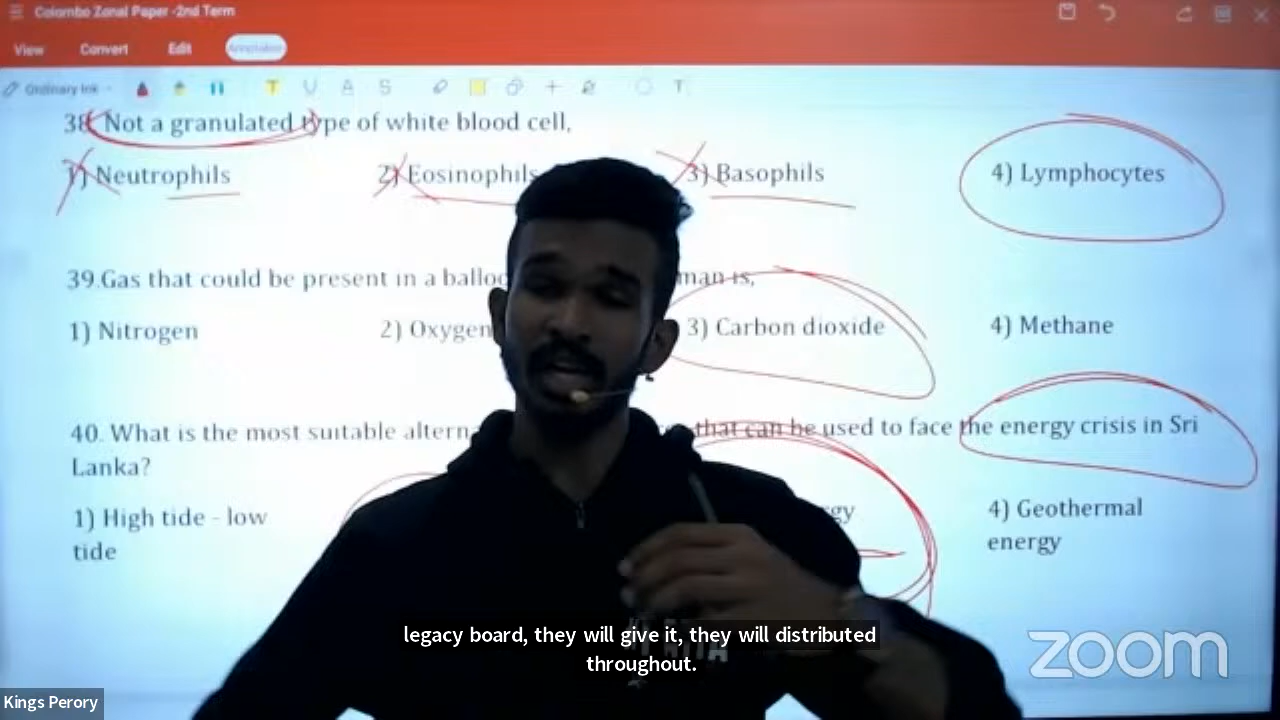 Colombo Zonal Paper -2nd Term
View Convert Edit Annotation
Ordinary Ink
38. Not a granulated type of white blood cell,
1) Neutrophils 2) Eosinophils 3) Basophils 4) Lymphocytes
39.Gas that could be present in a man is,
1) Nitrogen 2) Oxygen 3) Carbon dioxide 4) Methane
40. What is the most suitable that can be used to face the energy crisis in Sri
Lanka?
1) High tide - low 4) Geothermal
tide energy
legacy board, they will give it, they will distributed
throughout.
zoom
Kings Perory